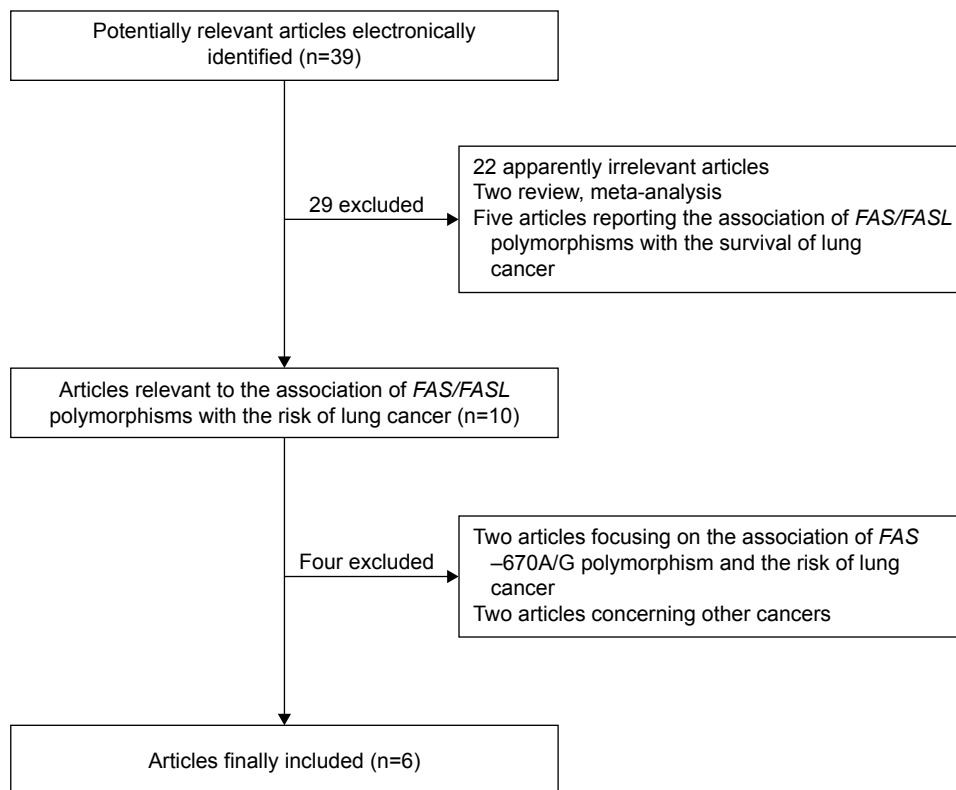 Potentially relevant articles electronically
identified (n=39)
29 excluded
22 apparently irrelevant articles
Two review, meta-analysis
Five articles reporting the association of FAS/FASL
polymorphisms with the survival of lung
cancer
Articles relevant to the association of FAS/FASL
polymorphisms with the risk of lung cancer (n=10)
Four excluded
Two articles focusing on the association of FAS
–670A/G polymorphism and the risk of lung
cancer
Two articles concerning other cancers
Articles finally included (n=6)